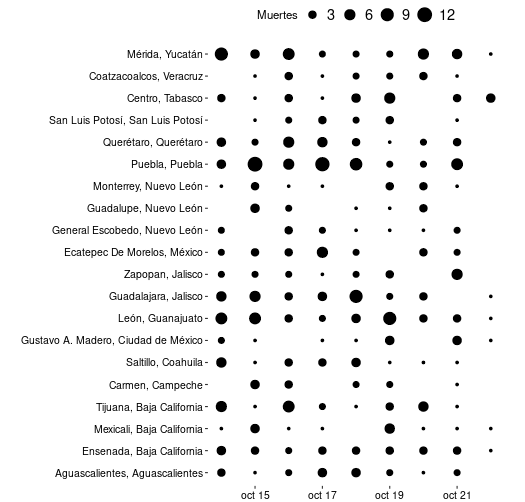 Muertes 3 6 9 12
Mérida, Yucatán
Coatzacoalcos, Veracruz
Centro, Tabasco
San Luis Potosí, San Luis Potosí
Querétaro, Querétaro
Puebla, Puebla
Monterrey, Nuevo León
Guadalupe, Nuevo León
General Escobedo, Nuevo León
Ecatepec De Morelos, México
Zapopan, Jalisco
Guadalajara, Jalisco
León, Guanajuato
Gustavo A. Madero, Ciudad de México
Saltillo, Coahuila
Carmen, Campeche
Tijuana, Baja California
Mexicali, Baja California
Ensenada, Baja California
Aguascalientes, Aguascalientes
oct 15 oct 17 oct 19 oct 21